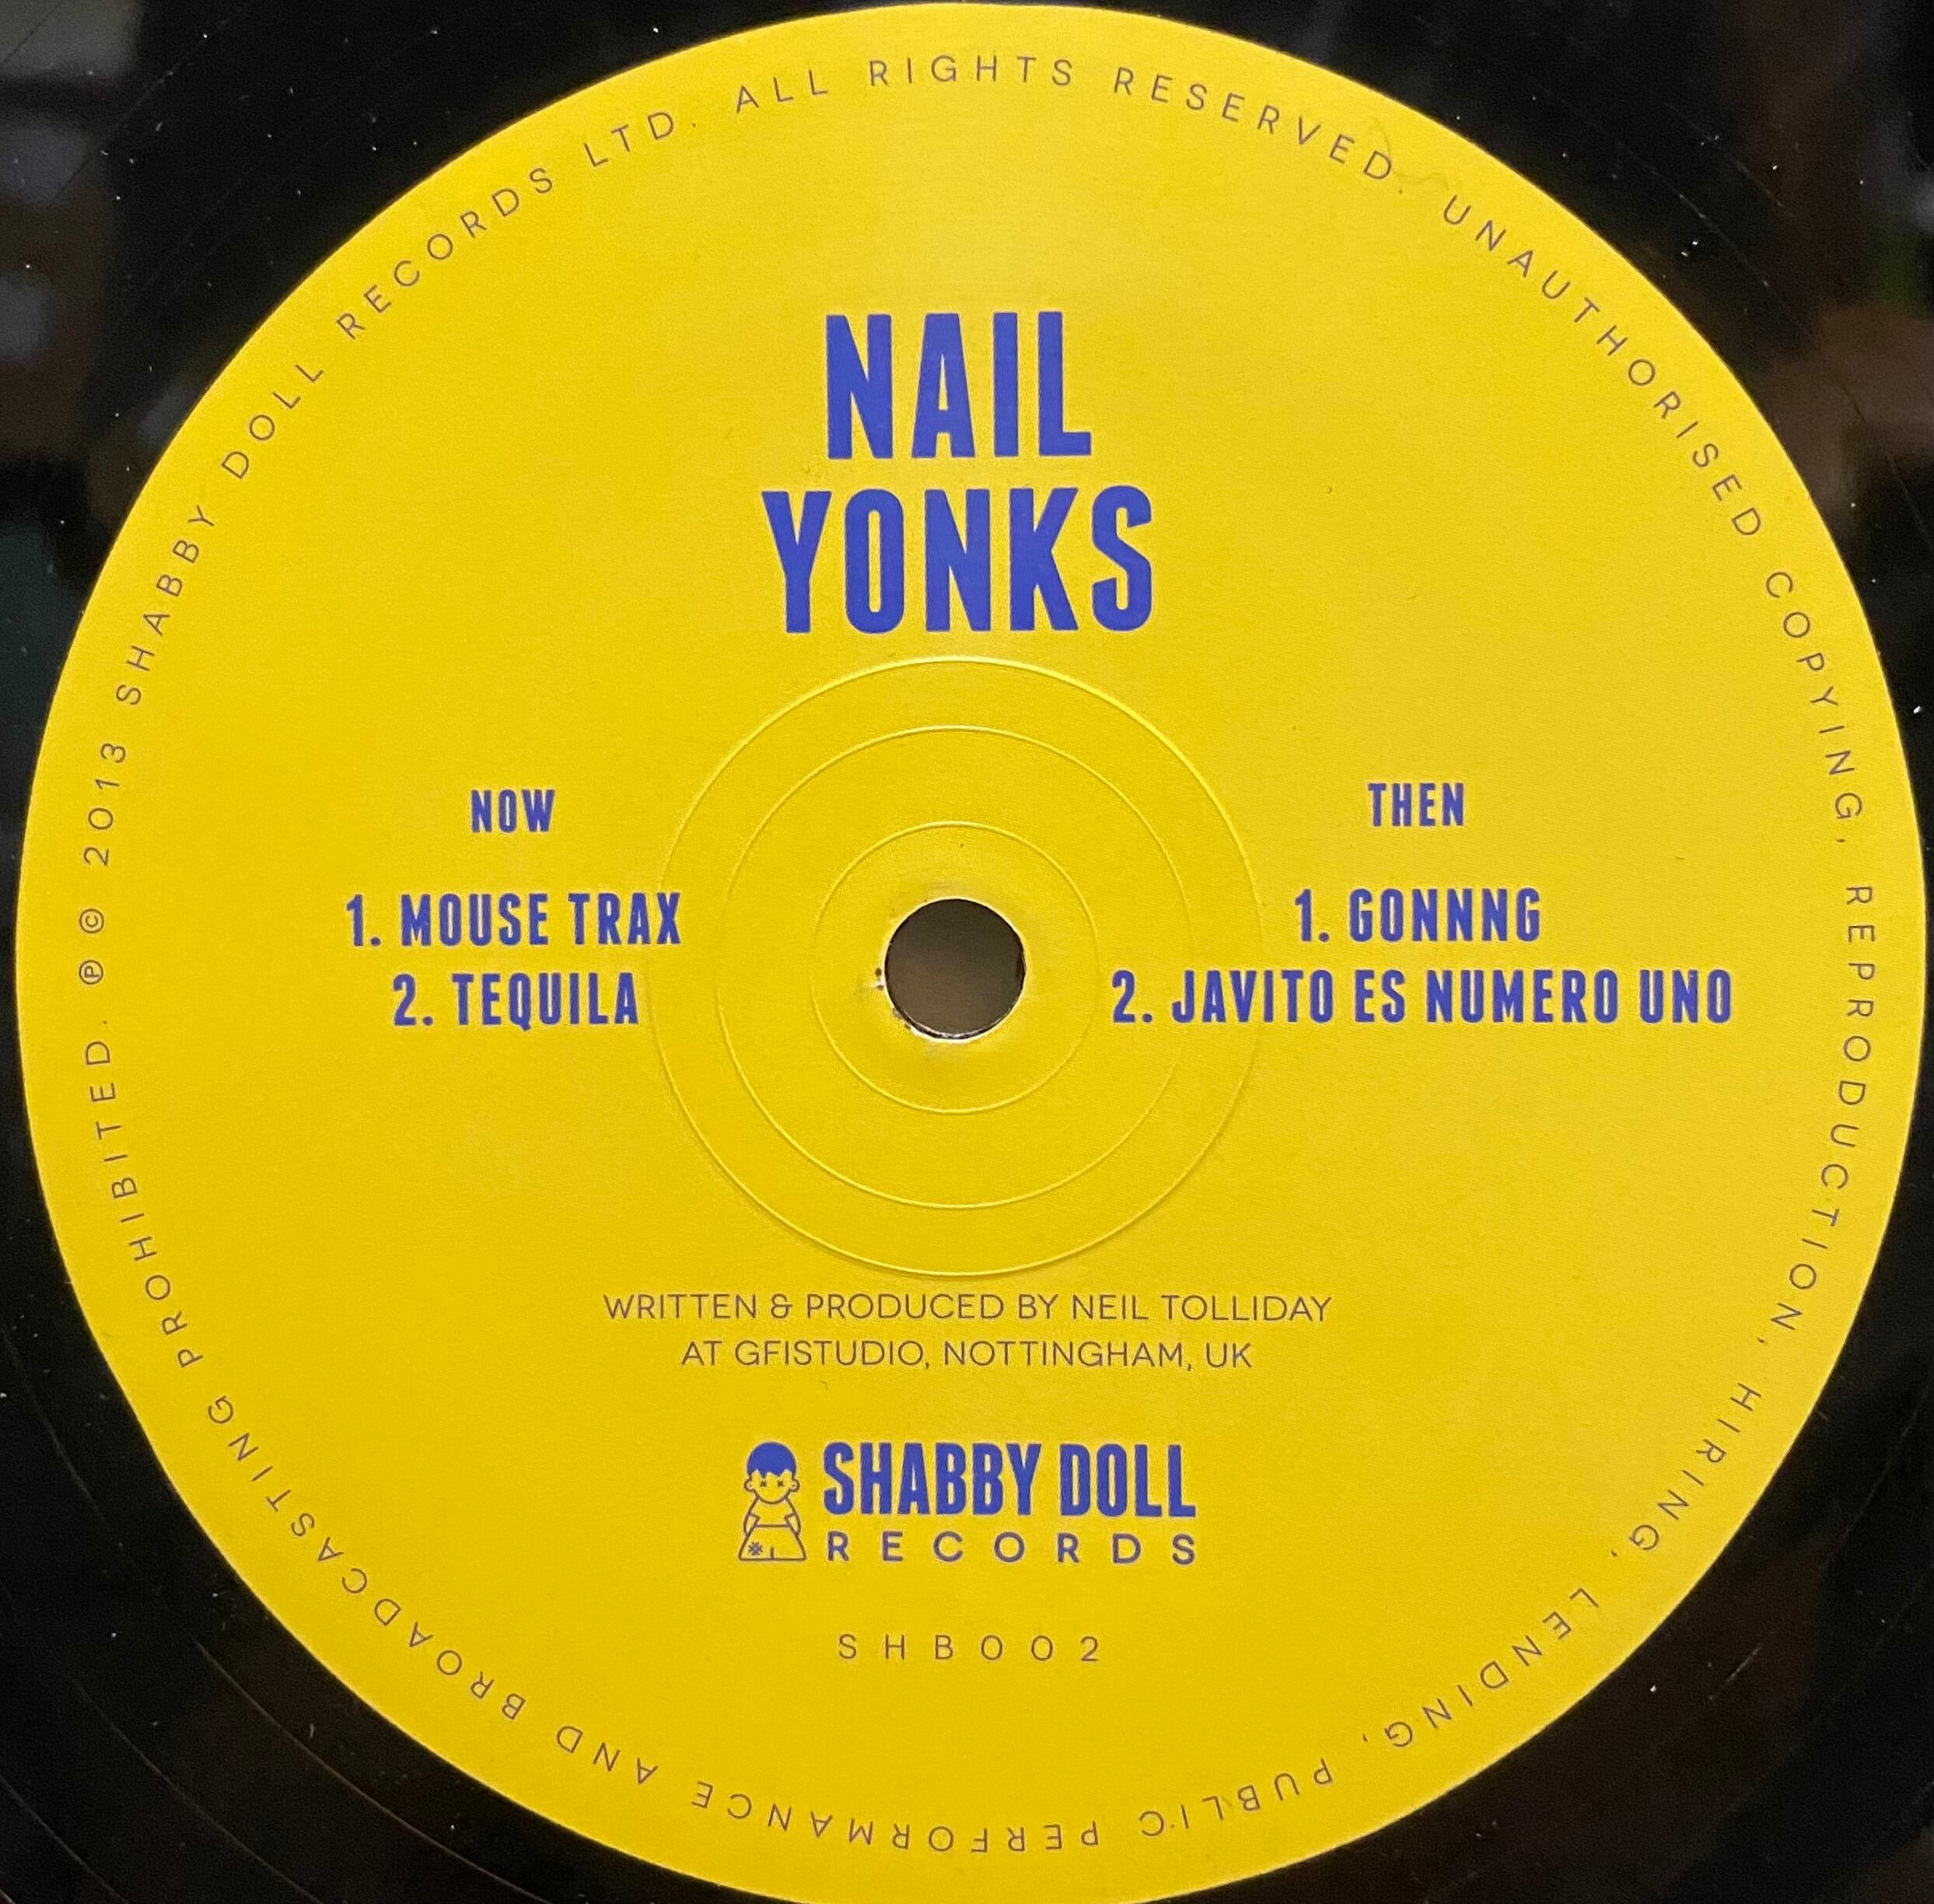 NAIL
YONKS
NOW
1. MOUSE TRAX
2. TEQUILA
THEN
1. GONNNG
2. JAVITO ES NUMERO UNO
WRITTEN & PRODUCED BY NEIL TOLLIDAY
AT GFISTUDIO, NOTTINGHAM, UK
SHABBY DOLL
RECORDS
SHB002
℗ © 2013 SHABBY DOLL RECORDS LTD. ALL RIGHTS RESERVED. UNAUTHORISED COPYING, REPRODUCTION, HIRING, LENDING, PUBLIC PERFORMANCE AND BROADCASTING PROHIBITED.